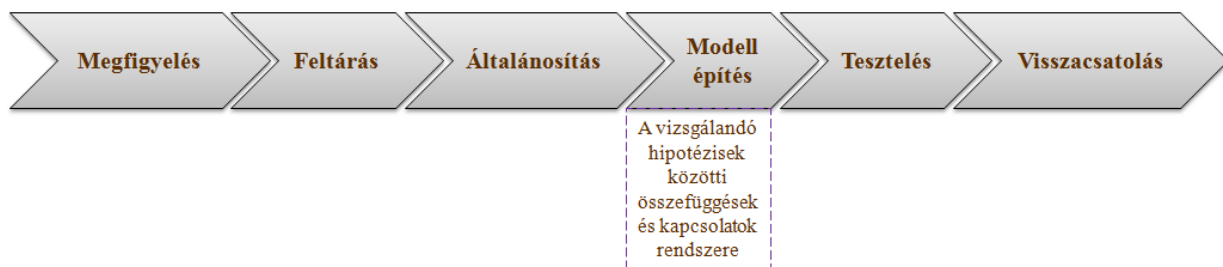 Megfigyelés
Feltárás
Általánosítás
Modell
építés
Tesztelés
Visszacsatolás
A vizsgálandó
hipotézisek
közötti
összefüggések
és kapcsolatok
rendszere